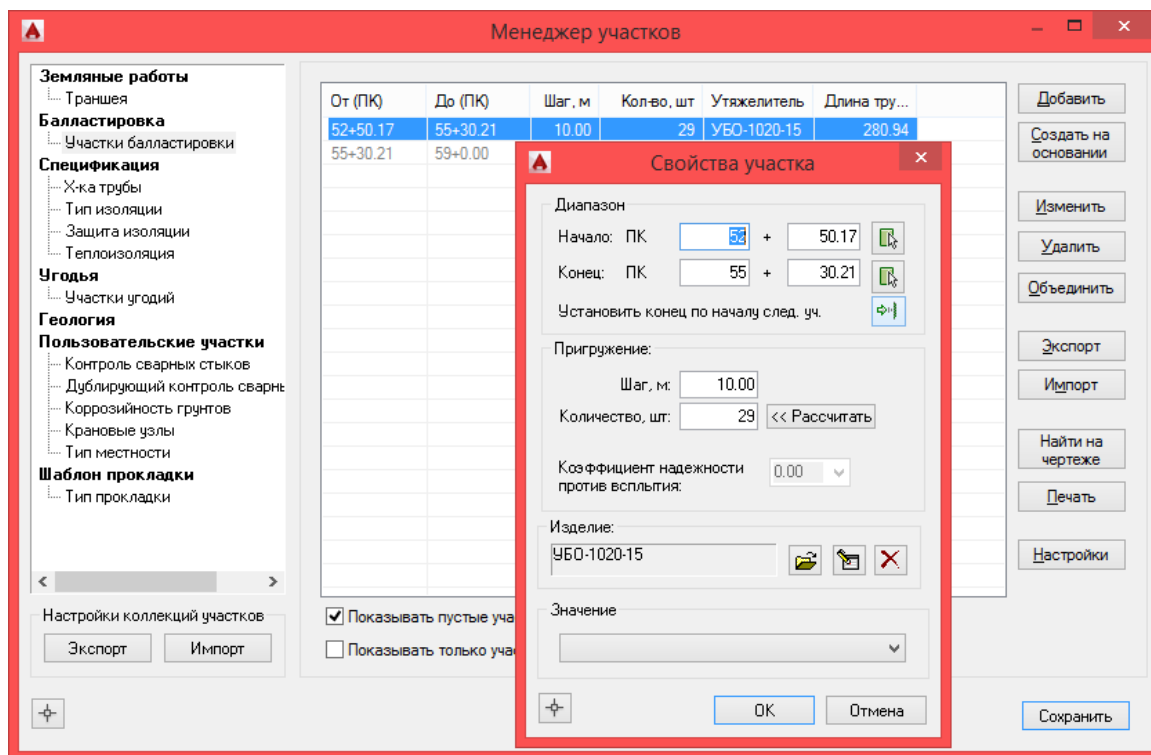 Менеджер участков
Земляные работы
Траншея
Балластировка
Участки балластировки
Спецификация
Х-ка трубы
Тип изоляции
Защита изоляции
Теплоизоляция
Угодья
Участки угодий
Геология
Пользовательские участки
Контроль сварных стыков
Дублирующий контроль сварнь
Коррозийность грунтов
Крановые узлы
Тип местности
Шаблон прокладки
Тип прокладки
Настройки коллекций участков
Экспорт Импорт
От (ПК) До (ПК) Шаг, м Кол-во, шт Утяжелитель Длина тру...
52+50.17 55+30.21 10.00 29 УБО-1020-15 280.94
55+30.21 59+0.00
Показывать пустые уча
Показывать только учас
Свойства участка
Диапазон
Начало: ПК 52 + 50.17
Конец: ПК 55 + 30.21
Установить конец по началу след. уч.
Пригружение:
Шаг, м: 10.00
Количество, шт: 29 << Рассчитать
Коэффициент надежности
против всплытия: 0.00
Изделие:
УБО-1020-15
Значение
OK Отмена
Добавить
Создать на
основании
Изменить
Удалить
Объединить
Экспорт
Импорт
Найти на
чертеже
Печать
Настройки
Сохранить